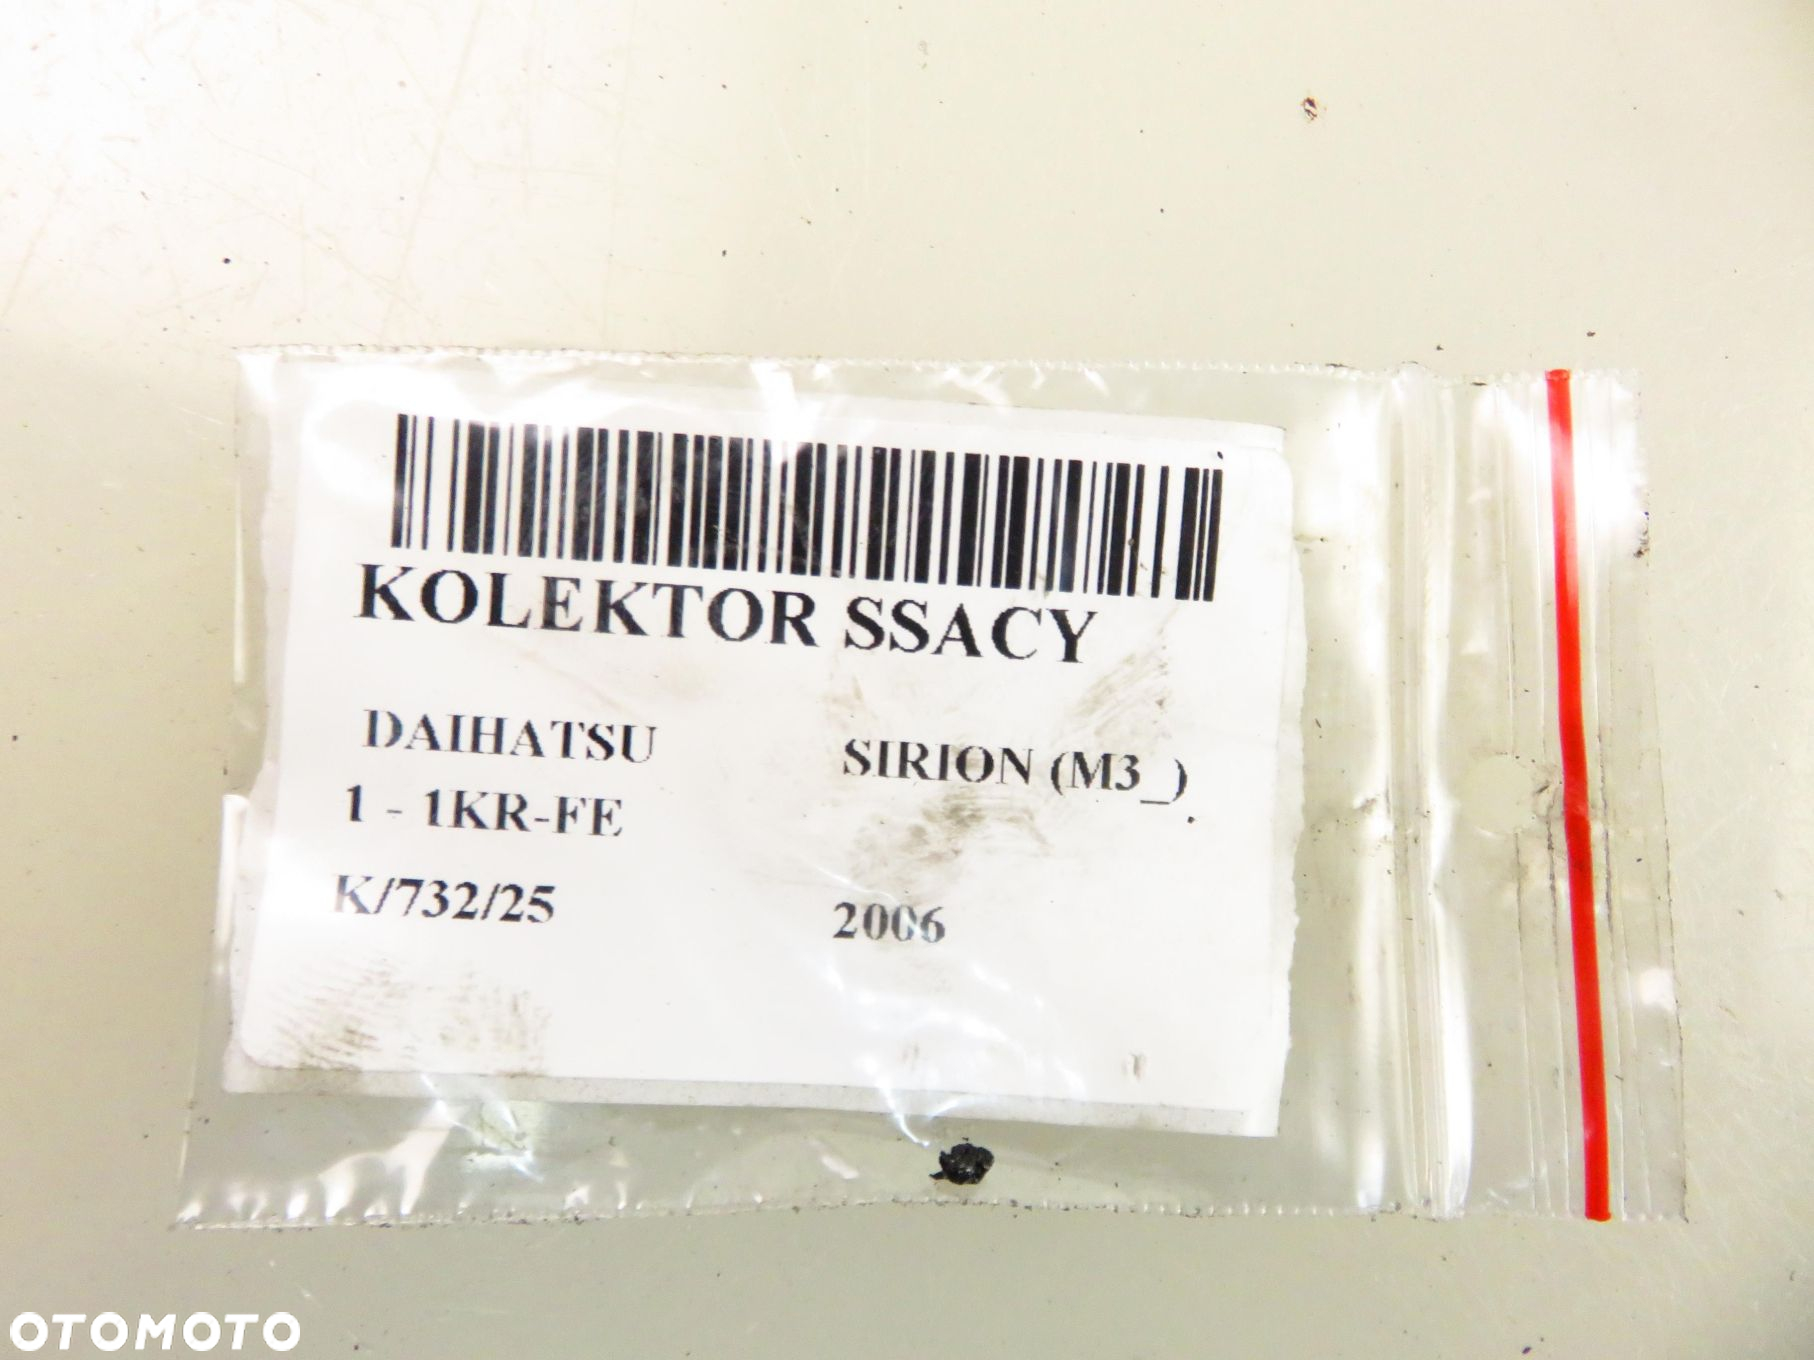 KOLEKTOR SSACY
DAIHATSU SIRION (M3_)
1 - 1KR-FE
K/732/25 2006
OTOMOTO